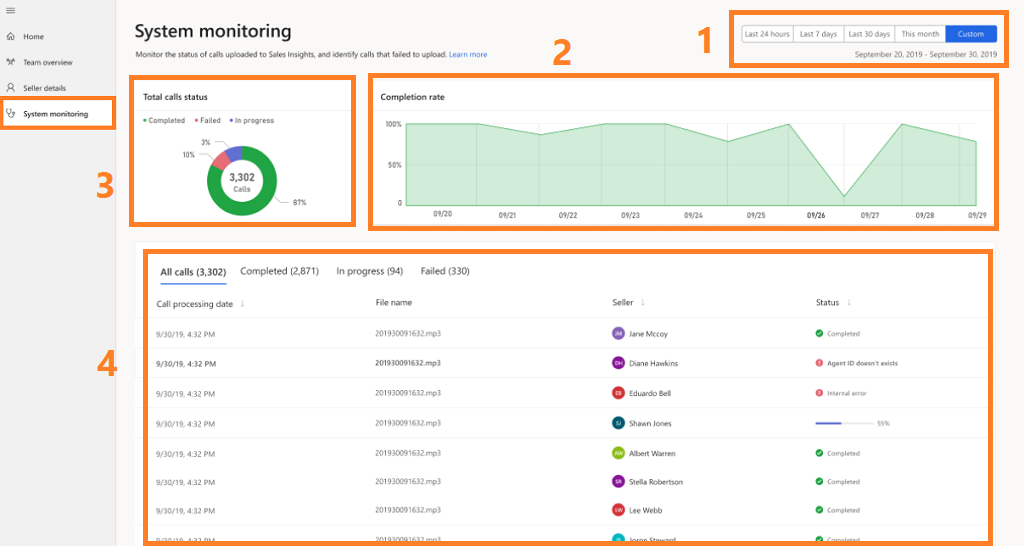 Home
Team overview
Seller details
System monitoring
System monitoring
Monitor the status of calls uploaded to Sales Insights, and identify calls that failed to upload. Learn more
1
Last 24 hours Last 7 days Last 30 days This month Custom
September 20, 2019 - September 30, 2019
2
3
Total calls status
Completed Failed In progress
3%
10%
3,302
Calls
87%
Completion rate
100%
50%
0
09/20 09/21 09/22 09/23 09/24 09/25 09/26 09/27 09/28 09/29
4
All calls (3,302) Completed (2,871) In progress (94) Failed (330)
Call processing date ↓ File name Seller ↓ Status ↓
9/30/19, 4:32 PM 201930091632.mp3 JM Jane Mccoy Completed
9/30/19, 4:32 PM 201930091632.mp3 DH Diane Hawkins Agent ID doesn't exists
9/30/19, 4:32 PM 201930091632.mp3 EB Eduardo Bell Internal error
9/30/19, 4:32 PM 201930091632.mp3 SJ Shawn Jones 55%
9/30/19, 4:32 PM 201930091632.mp3 AW Albert Warren Completed
9/30/19, 4:32 PM 201930091632.mp3 SR Stella Robertson Completed
9/30/19, 4:32 PM 201930091632.mp3 LW Lee Webb Completed
9/30/19, 4:32 PM 201930091632.mp3 Jorge Steward Completed